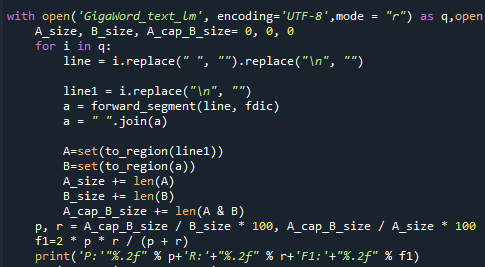 with open('GigaWord_text_lm', encoding='UTF-8',mode = "r") as q,open
A_size, B_size, A_cap_B_size= 0, 0, 0
for i in q:
line = i.replace(" ", "").replace("\n", "")
line1 = i.replace("\n", "")
a = forward_segment(line, fdic)
a = " ".join(a)
A=set(to_region(line1))
B=set(to_region(a))
A_size += len(A)
B_size += len(B)
A_cap_B_size += len(A & B)
p, r = A_cap_B_size / B_size * 100, A_cap_B_size / A_size * 100
f1=2 * p * r / (p + r)
print('P:'"%.2f" % p+'R:'+"%.2f" % r+'F1:'+"%.2f" % f1)